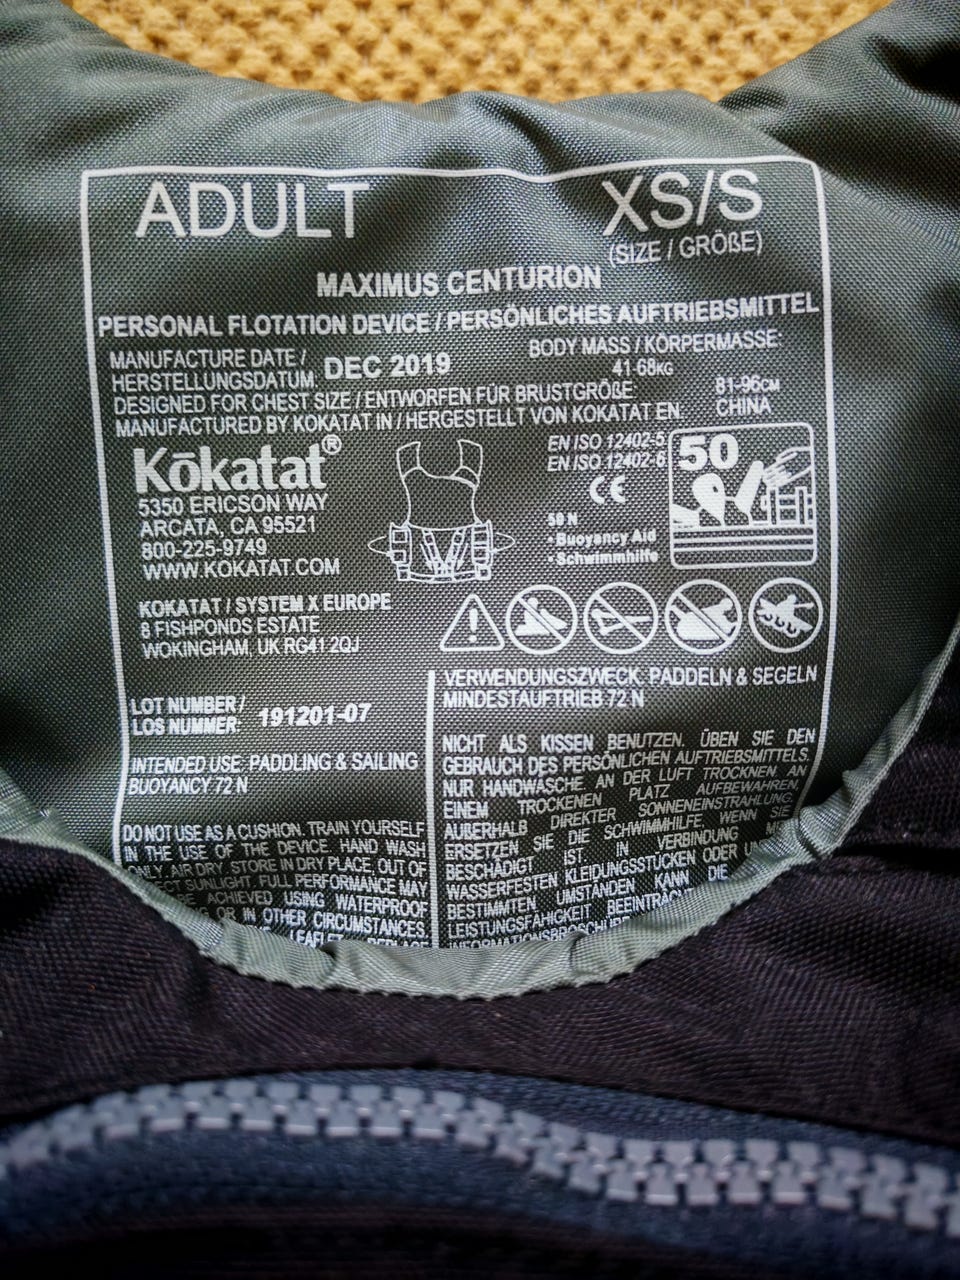 ADULT XS/S
(SIZE / GRÖßE)
MAXIMUS CENTURION
PERSONAL FLOTATION DEVICE / PERSÖNLICHES AUFTRIEBSMITTEL
MANUFACTURE DATE /
HERSTELLUNGSDATUM: DEC 2019
BODY MASS / KÖRPERMASSE:
41-68KG
DESIGNED FOR CHEST SIZE / ENTWORFEN FÜR BRUSTGRÖßE: 81-96CM
MANUFACTURED BY KOKATAT IN / HERGESTELLT VON KOKATAT EN: CHINA
Kōkatat®
5350 ERICSON WAY
ARCATA, CA 95521
800-225-9749
WWW.KOKATAT.COM
EN ISO 12402-5
EN ISO 12402-6
CE
50 N
• Buoyancy Aid
• Schwimmhilfe
50
KOKATAT / SYSTEM X EUROPE
8 FISHPONDS ESTATE
WOKINGHAM, UK RG41 2QJ
LOT NUMBER /
LOS NUMMER: 191201-07
INTENDED USE: PADDLING & SAILING
BUOYANCY 72 N
DO NOT USE AS A CUSHION. TRAIN YOURSELF
IN THE USE OF THE DEVICE. HAND WASH
ONLY. AIR DRY. STORE IN DRY PLACE, OUT OF
SUNLIGHT. FULL PERFORMANCE MAY
BE ACHIEVED USING WATERPROOF
OR IN OTHER CIRCUMSTANCES.
LEAFLET
VERWENDUNGSZWECK: PADDELN & SEGELN
MINDESTAUFTRIEB 72 N
NICHT ALS KISSEN BENUTZEN. ÜBEN SIE DEN
GEBRAUCH DES PERSÖNLICHEN AUFTRIEBSMITTELS.
NUR HANDWÄSCHE. AN DER LUFT TROCKNEN. AN
EINEM TROCKENEN PLATZ AUFBEWAHREN,
AUßERHALB DIREKTER SONNENEINSTRAHLUNG.
ERSETZEN SIE DIE SCHWIMMHILFE, WENN SIE
BESCHÄDIGT IST. IN VERBINDUNG
WASSERFESTEN KLEIDUNGSSTÜCKEN ODER
BESTIMMTEN UMSTÄNDEN KANN DIE
LEISTUNGSFÄHIGKEIT